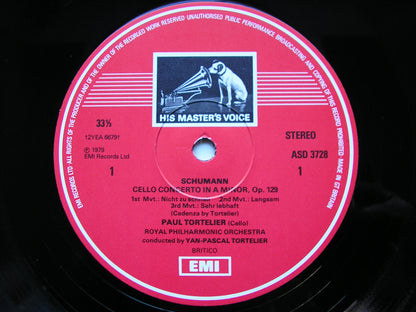 ALL RIGHTS OF THE PRODUCER AND OF THE OWNER OF THE RECORDED WORK RESERVED UNAUTHORISED PUBLIC PERFORMANCE BROADCASTING AND COPYING OF THIS RECORD PROHIBITED MADE IN GT BRITAIN
EMI RECORDS LTD
HIS MASTER'S VOICE
33⅓
12YEA 66791
℗ 1979
EMI Records Ltd
1
STEREO
ASD 3728
1
SCHUMANN
CELLO CONCERTO IN A MINOR, Op. 129
1st Mvt.: Nicht zu 2nd Mvt.: Langsam
3rd Mvt.: Sehr lebhaft
(Cadenza by Tortelier)
PAUL TORTELIER (Cello)
ROYAL PHILHARMONIC ORCHESTRA
conducted by YAN-PASCAL TORTELIER
BRITICO
EMI